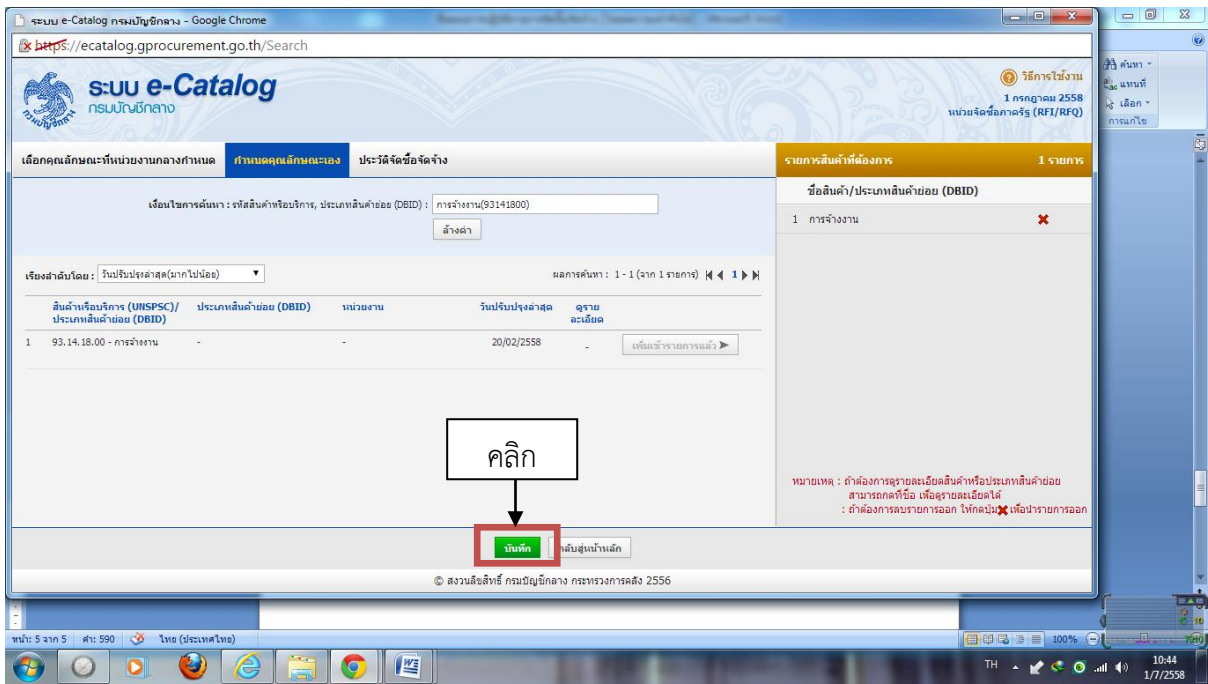 ระบบ e-Catalog กรมบัญชีกลาง - Google Chrome
https://ecatalog.gprocurement.go.th/Search
ระบบ e-Catalog
กรมบัญชีกลาง
วิธีการใช้งาน
1 กรกฎาคม 2558
หน่วยจัดซื้อภาครัฐ (RFI/RFQ)
ค้นหา
แทนที่
เลือก
การแก้ไข
เลือกคุณลักษณะที่หน่วยงานกลางกำหนด กำหนดคุณลักษณะเอง ประวัติจัดซื้อจัดจ้าง
รายการสินค้าที่ต้องการ 1 รายการ
ชื่อสินค้า/ประเภทสินค้าย่อย (DBID)
1 การจ้างงาน
เงื่อนไขการค้นหา : รหัสสินค้าหรือบริการ, ประเภทสินค้าย่อย (DBID) : การจ้างงาน(93141800)
ล้างค่า
เรียงลำดับโดย : วันปรับปรุงล่าสุด(มากไปน้อย)
ผลการค้นหา : 1 - 1 (จาก 1 รายการ) 1
สินค้าหรือบริการ (UNSPSC)/ ประเภทสินค้าย่อย (DBID) หน่วยงาน วันปรับปรุงล่าสุด ดูราย
ประเภทสินค้าย่อย (DBID) ละเอียด
1 93.14.18.00 - การจ้างงาน - - 20/02/2558 - เพิ่มเข้ารายการแล้ว
คลิก
หมายเหตุ : ถ้าต้องการดูรายละเอียดสินค้าหรือประเภทสินค้าย่อย
สามารถกดที่ชื่อ เพื่อดูรายละเอียดได้
: ถ้าต้องการลบรายการออก ให้กดปุ่ม เพื่อนำรายการออก
บันทึก กลับสู่หน้าหลัก
© สงวนลิขสิทธิ์ กรมบัญชีกลาง กระทรวงการคลัง 2556
หน้า: 5 จาก 5 คำ: 590 ไทย (ประเทศไทย) 100%
TH 10:44
1/7/2558